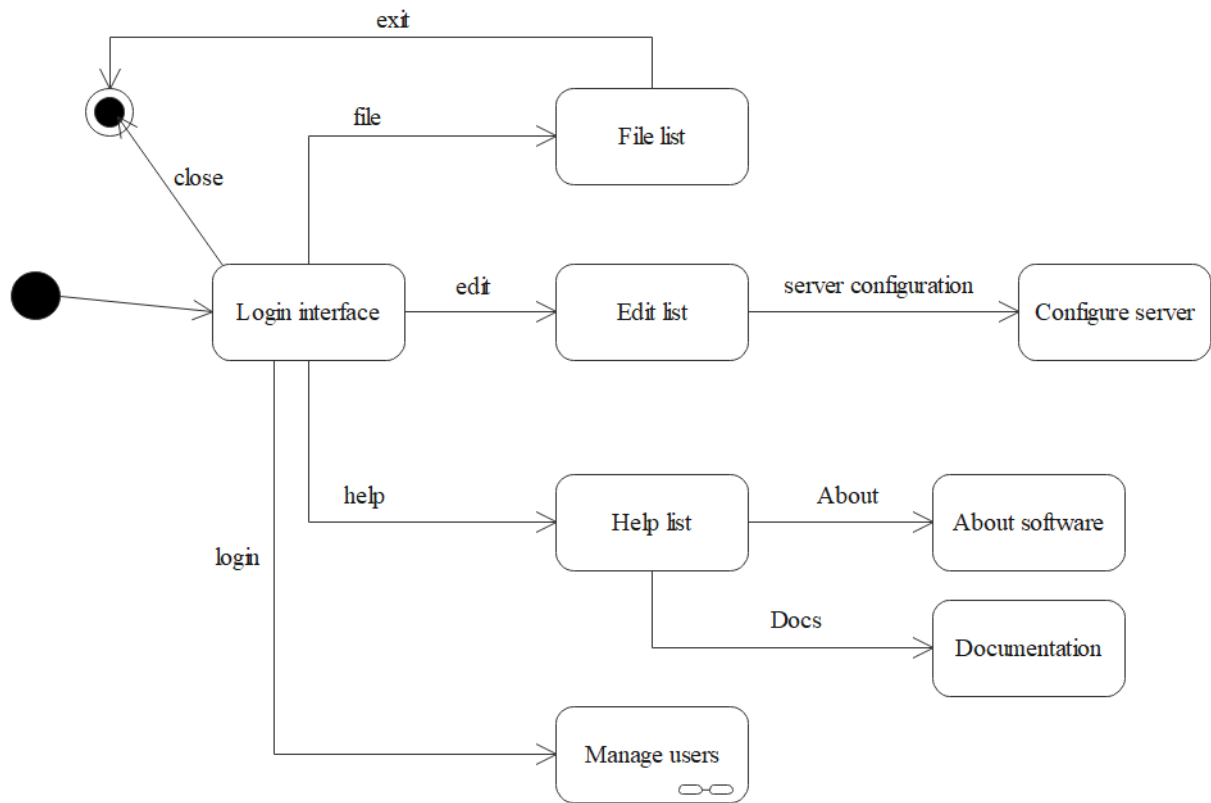 exit
file
File list
close
Login interface
edit
Edit list
server configuration
Configure server
help
Help list
About
About software
login
Docs
Documentation
Manage users